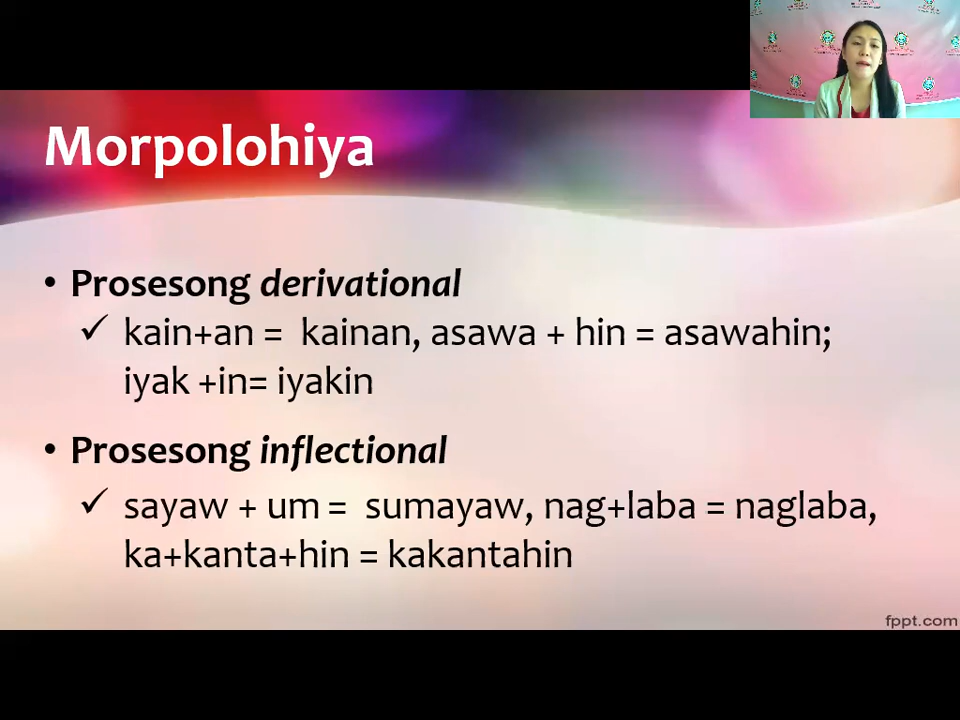 Morpolohiya
• Prosesong derivational
✓ kain+an = kainan, asawa + hin = asawahin;
iyak +in= iyakin
• Prosesong inflectional
✓ sayaw + um = sumayaw, nag+laba = naglaba,
ka+kanta+hin = kakantahin
fppt.com